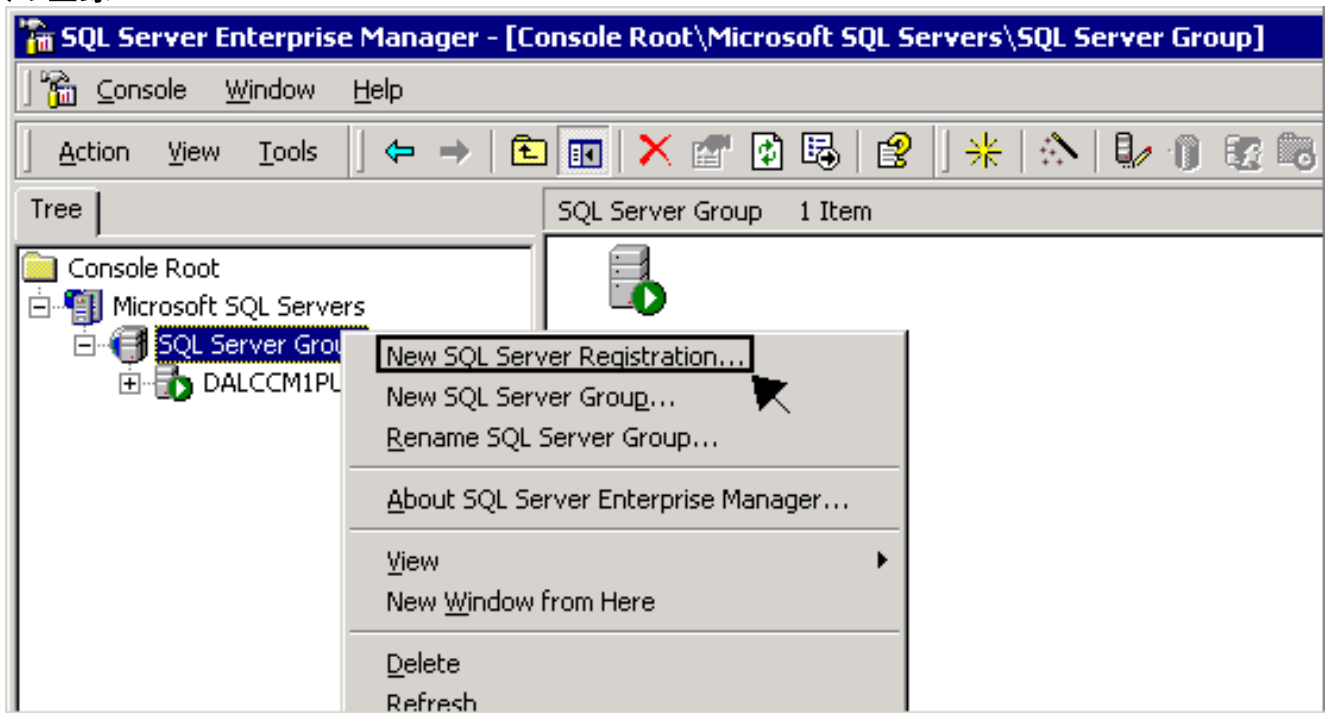 SQL Server Enterprise Manager - [Console Root\Microsoft SQL Servers\SQL Server Group]
Console Window Help
Action View Tools
Tree
SQL Server Group 1 Item
Console Root
Microsoft SQL Servers
SQL Server Grou
DALCCM1PU
New SQL Server Registration...
New SQL Server Group...
Rename SQL Server Group...
About SQL Server Enterprise Manager...
View
New Window from Here
Delete
Refresh